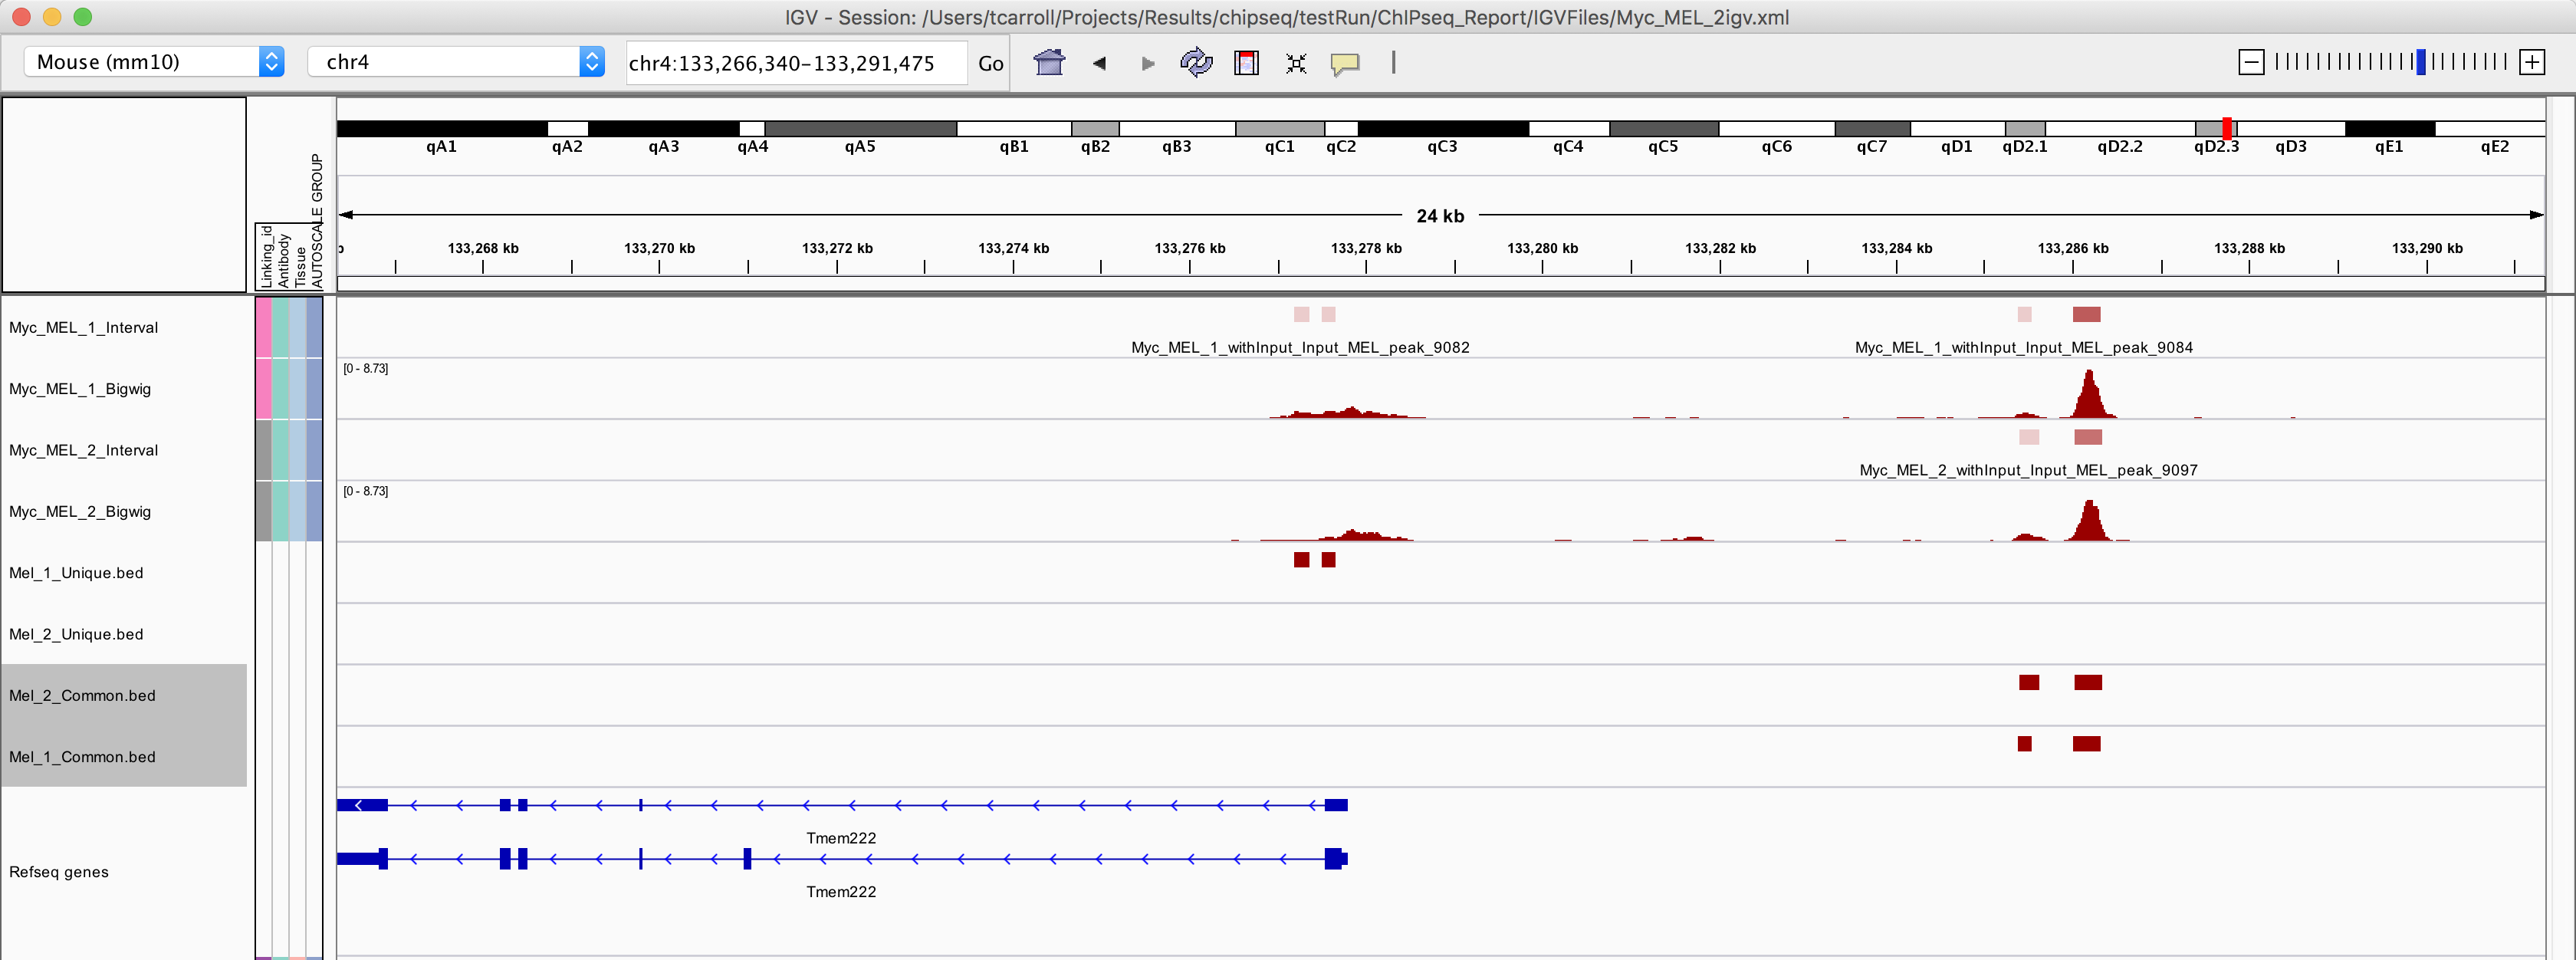 IGV - Session: /Users/tcarroll/Projects/Results/chipseq/testRun/ChIPseq_Report/IGVFiles/Myc_MEL_2igv.xml
Mouse (mm10) chr4 chr4:133,266,340-133,291,475 Go
Linking_id
Antibody
Tissue
AUTOSCALE GROUP
qA1 qA2 qA3 qA4 qA5 qB1 qB2 qB3 qC1 qC2 qC3 qC4 qC5 qC6 qC7 qD1 qD2.1 qD2.2 qD2.3 qD3 qE1 qE2
24 kb
133,268 kb 133,270 kb 133,272 kb 133,274 kb 133,276 kb 133,278 kb 133,280 kb 133,282 kb 133,284 kb 133,286 kb 133,288 kb 133,290 kb
Myc_MEL_1_Interval
Myc_MEL_1_withInput_Input_MEL_peak_9082 Myc_MEL_1_withInput_Input_MEL_peak_9084
[0 - 8.73]
Myc_MEL_1_Bigwig
Myc_MEL_2_Interval
Myc_MEL_2_withInput_Input_MEL_peak_9097
[0 - 8.73]
Myc_MEL_2_Bigwig
Mel_1_Unique.bed
Mel_2_Unique.bed
Mel_2_Common.bed
Mel_1_Common.bed
Tmem222
Refseq genes
Tmem222